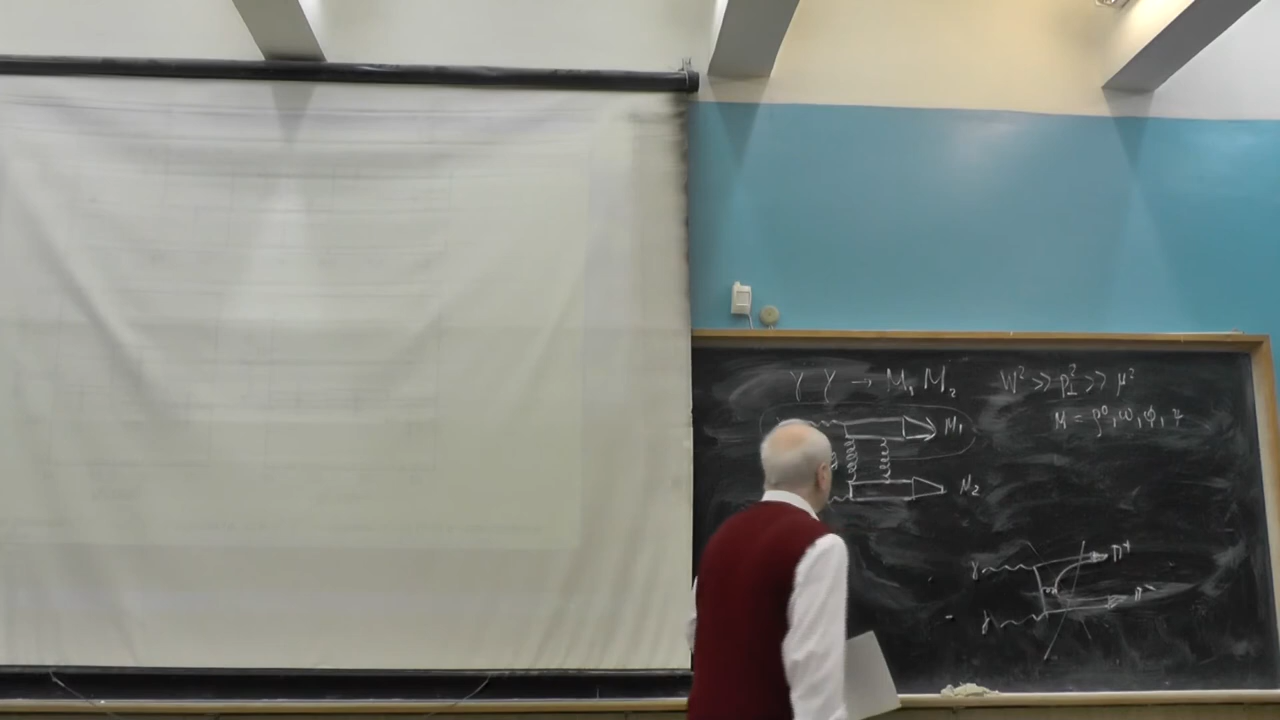 γ γ → M₁ M₂ W² >> p⊥² >> μ²
M = ρ⁰, ω, φ, ψ
M₁
M₂
γ
γ